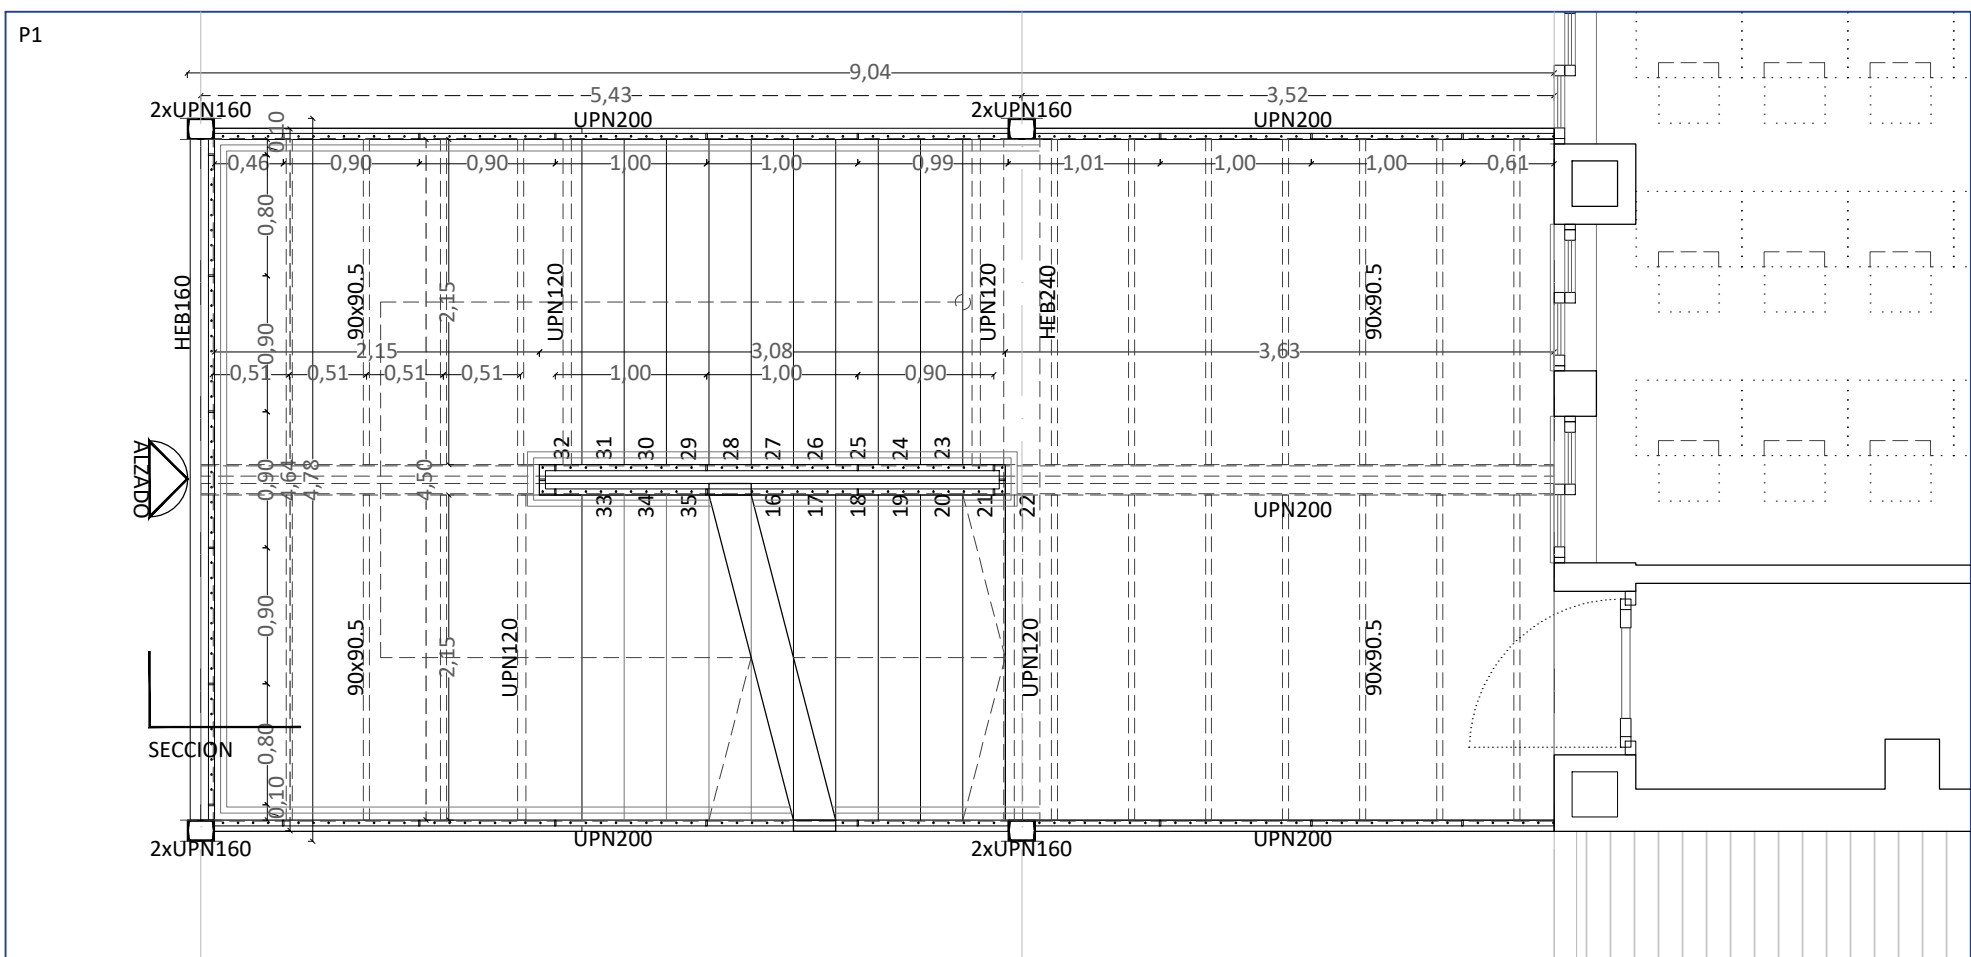 P1
9,04
5,43
3,52
2xUPN160
2xUPN160
UPN200
UPN200
0,10
0,46
0,90
0,90
1,00
1,00
0,99
1,01
1,00
1,00
0,61
0,80
HEB160
90x90.5
2,15
UPN120
UPN120
HEB240
90x90.5
0,90
2,15
3,08
3,63
0,51
0,51
0,51
0,51
1,00
1,00
0,90
32
31
30
29
28
27
26
25
24
23
ALZADO
0,90
4,64
4,78
4,50
33
34
35
16
17
18
19
20
21
22
UPN200
0,90
90x90.5
2,15
UPN120
UPN120
90x90.5
SECCION
0,80
0,10
2xUPN160
UPN200
2xUPN160
UPN200